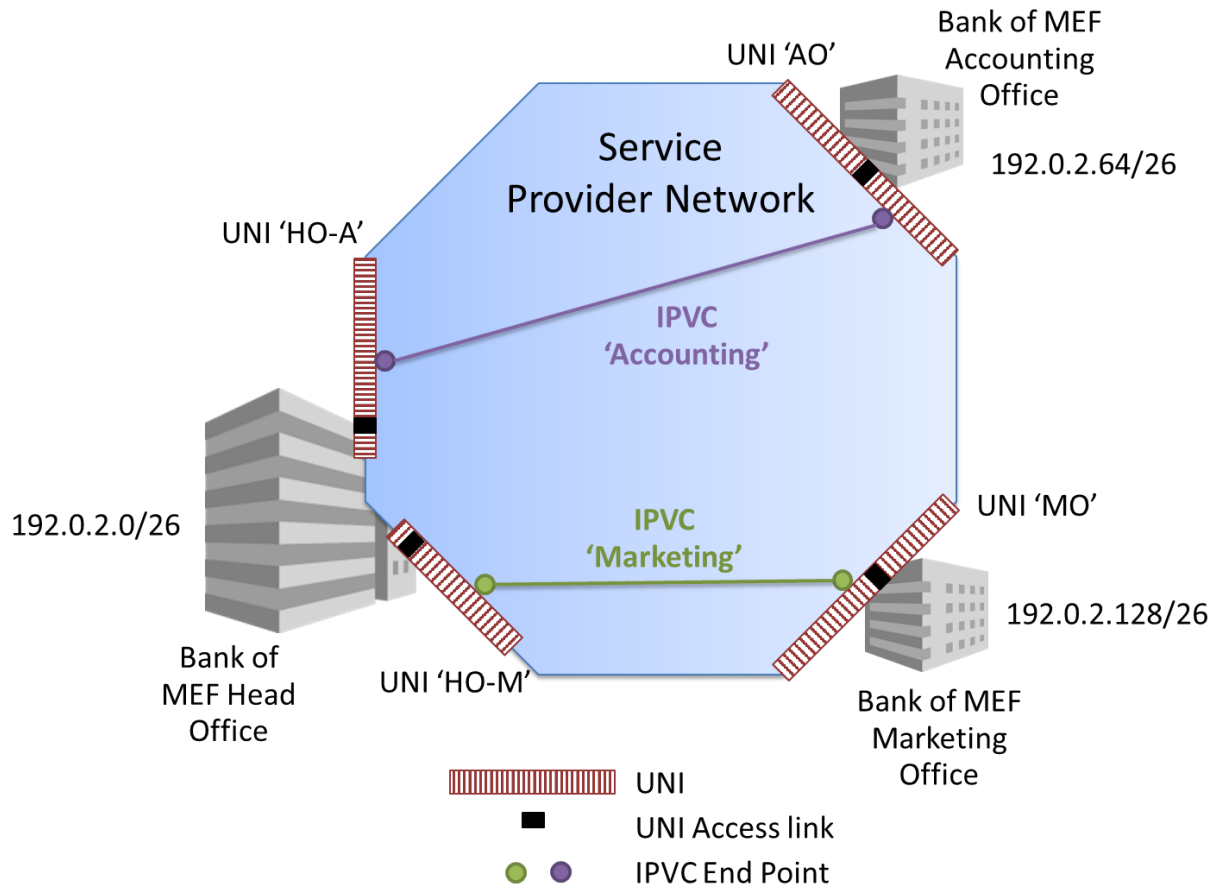 Bank of MEF
Accounting
Office
UNI ‘AO’
192.0.2.64/26
Service
Provider Network
UNI ‘HO-A’
IPVC
‘Accounting’
192.0.2.0/26
IPVC
‘Marketing’
UNI ‘MO’
192.0.2.128/26
Bank of
MEF Head
Office
UNI ‘HO-M’
Bank of MEF
Marketing
Office
UNI
UNI Access link
IPVC End Point